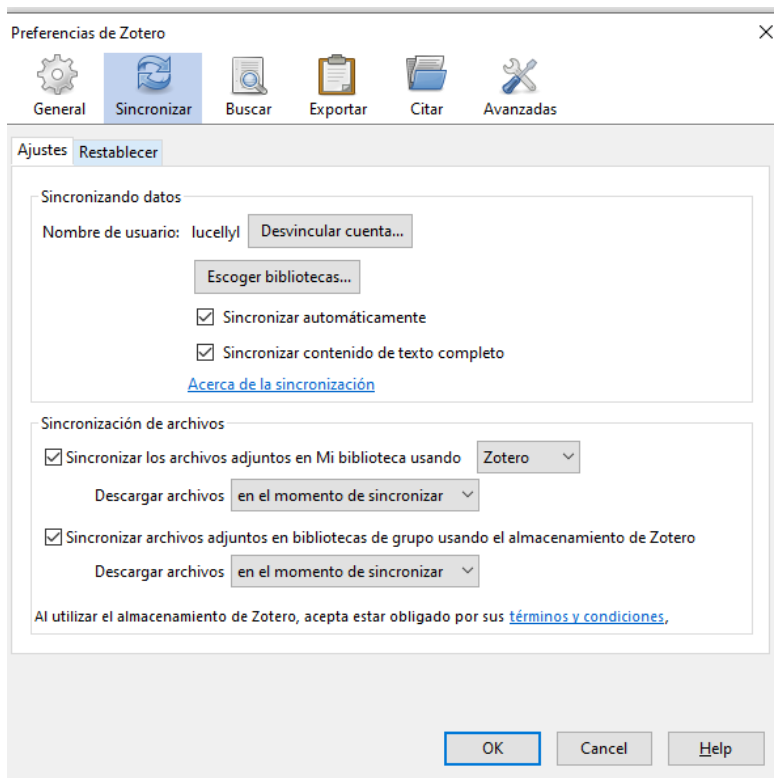 Preferencias de Zotero
General Sincronizar Buscar Exportar Citar Avanzadas
Ajustes Restablecer
Sincronizando datos
Nombre de usuario: lucellyl Desvincular cuenta...
Escoger bibliotecas...
Sincronizar automáticamente
Sincronizar contenido de texto completo
Acerca de la sincronización
Sincronización de archivos
Sincronizar los archivos adjuntos en Mi biblioteca usando Zotero
Descargar archivos en el momento de sincronizar
Sincronizar archivos adjuntos en bibliotecas de grupo usando el almacenamiento de Zotero
Descargar archivos en el momento de sincronizar
Al utilizar el almacenamiento de Zotero, acepta estar obligado por sus términos y condiciones,
OK Cancel Help